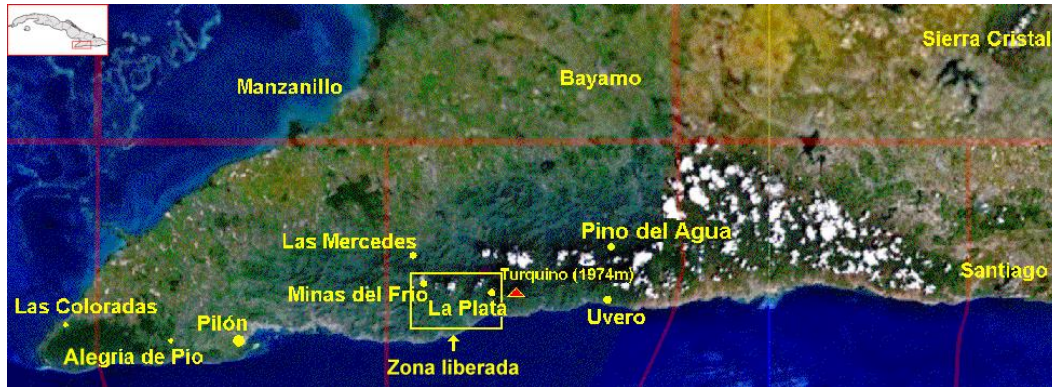 Sierra Cristal
Manzanillo
Bayamo
Las Mercedes
Pino del Agua
Turquino (1974m)
Santiago
Minas del Frio
La Plata
Las Coloradas
Pilón
Uvero
Alegria de Pio
Zona liberada